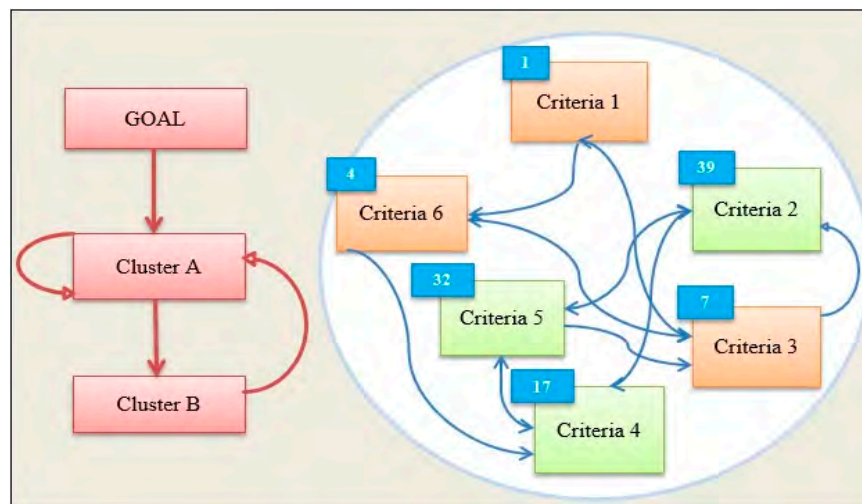 GOAL
Cluster A
Cluster B
1
Criteria 1
4
Criteria 6
39
Criteria 2
32
Criteria 5
7
Criteria 3
17
Criteria 4